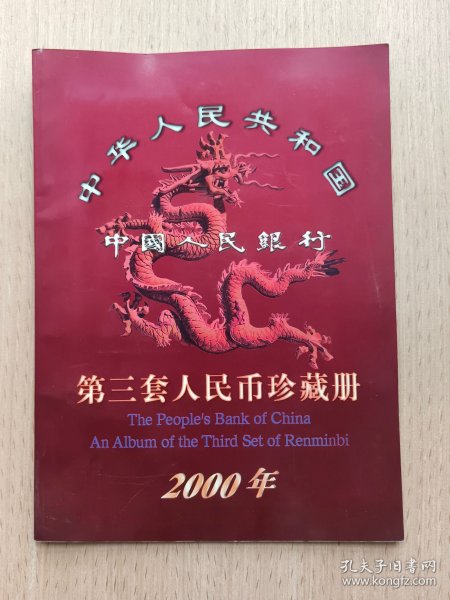 中华人民共和国
中國人民銀行
第三套人民币珍藏册
The People's Bank of China
An Album of the Third Set of Renminbi
2000年
孔夫子旧书网
www.kongfz.com